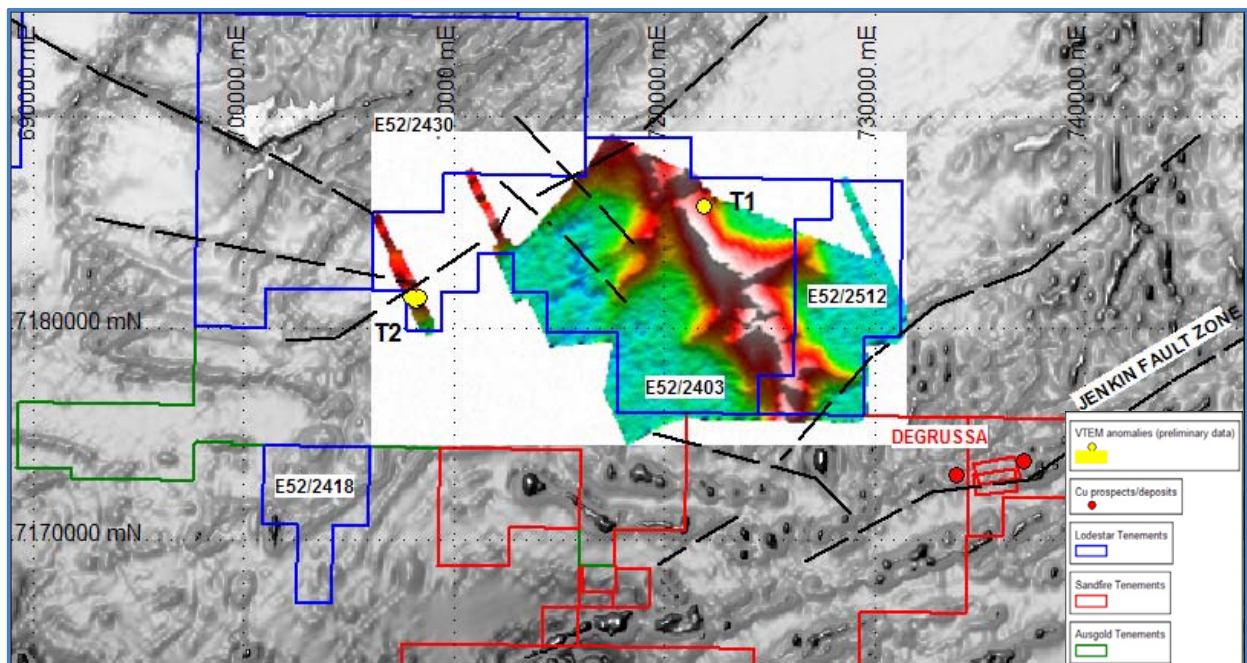 690000 mE
00000 mE
0000 mE
720000 mE
730000 mE
740000 mE
E52/2430
T1
E52/2512
7180000 mN
T2
E52/2403
JENKIN FAULT ZONE
DEGRUSSA
E52/2418
7170000 mN
VTEM anomalies (preliminary data)
Cu prospects/deposits
Lodestar Tenements
Sandfire Tenements
Ausgold Tenements